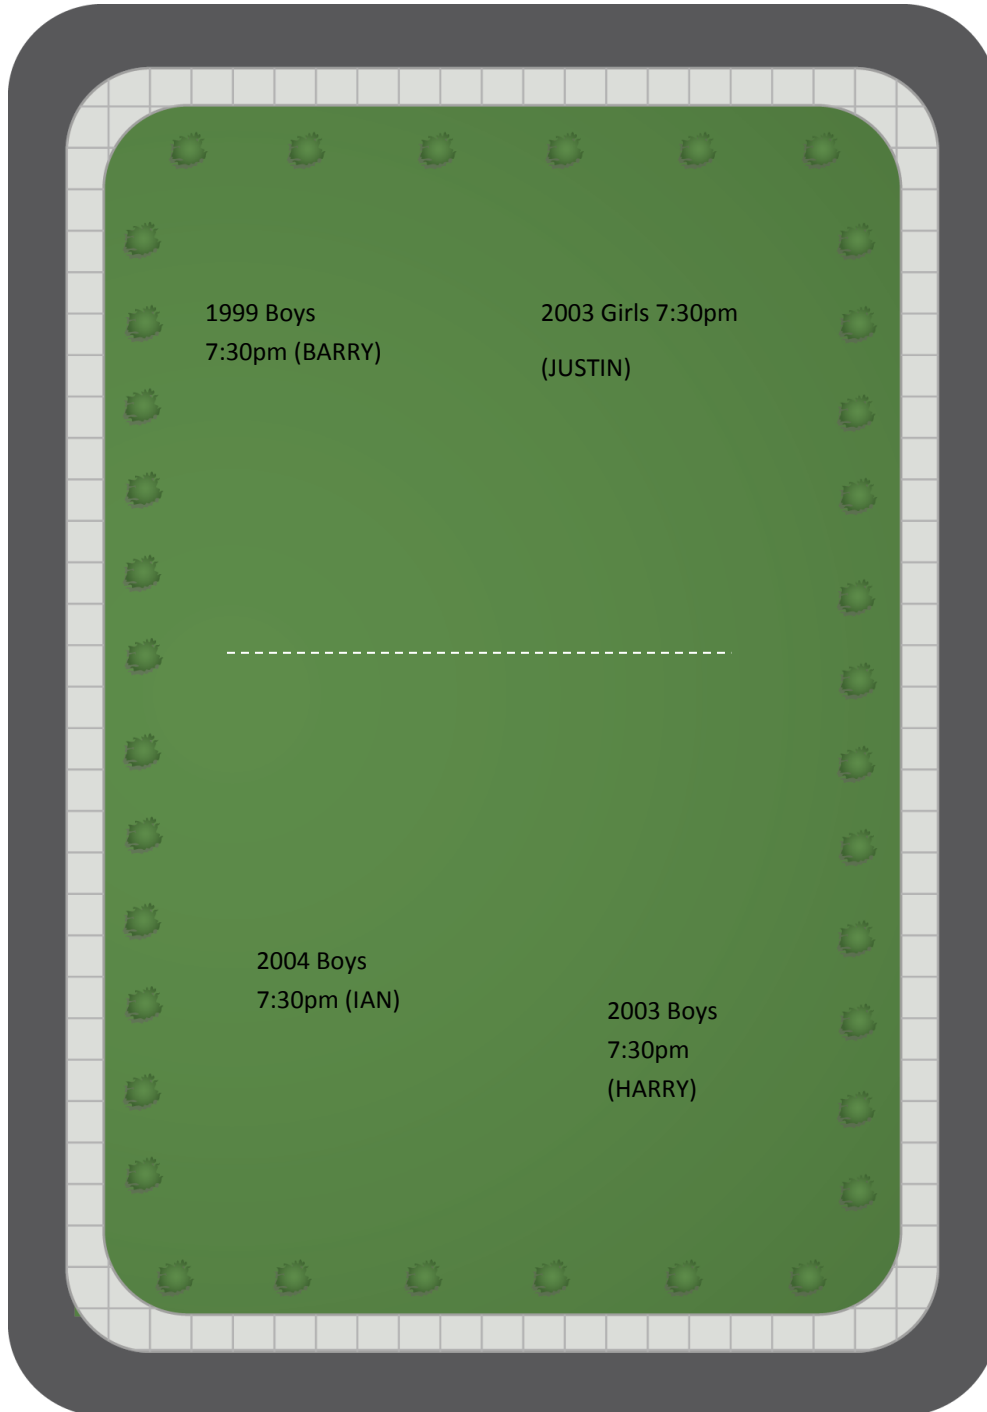 1999 Boys
7:30pm (BARRY)
2003 Girls 7:30pm
(JUSTIN)
2004 Boys
7:30pm (IAN)
2003 Boys
7:30pm
(HARRY)